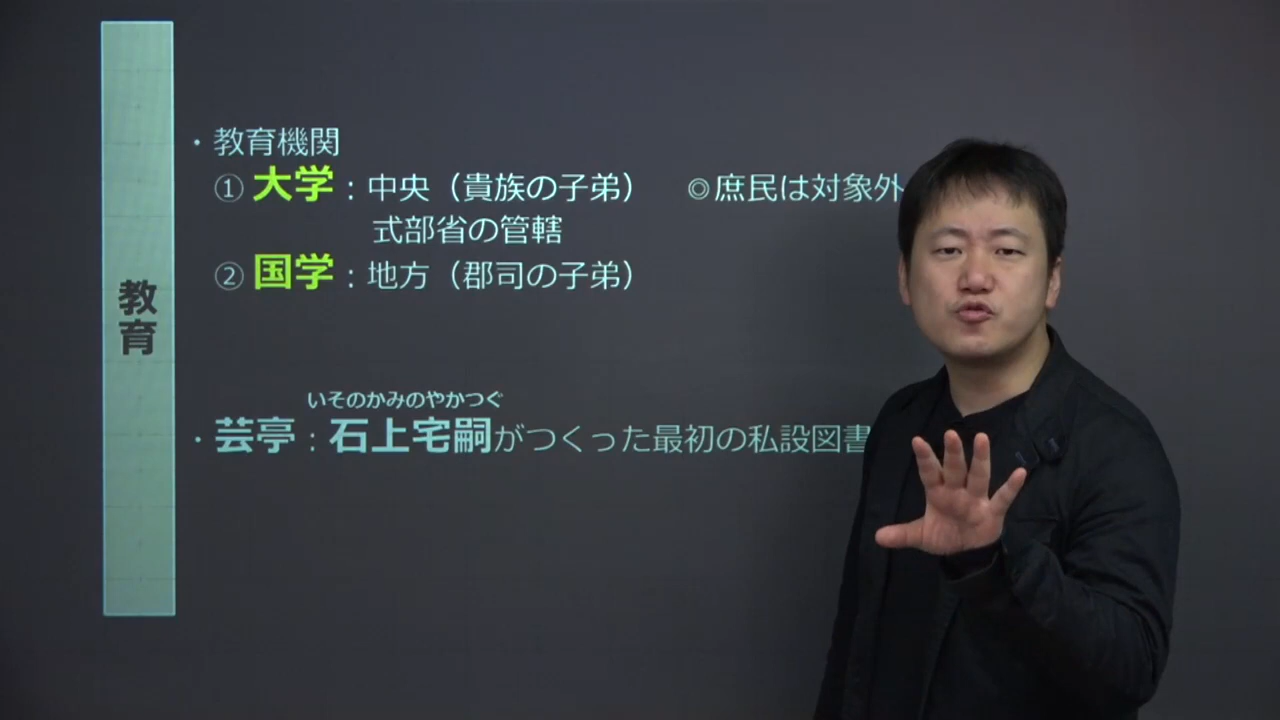 教育
・教育機関
① 大学：中央（貴族の子弟）　◎庶民は対象外
式部省の管轄
② 国学：地方（郡司の子弟）
いそのかみのやかつぐ
・芸亭：石上宅嗣がつくった最初の私設図書